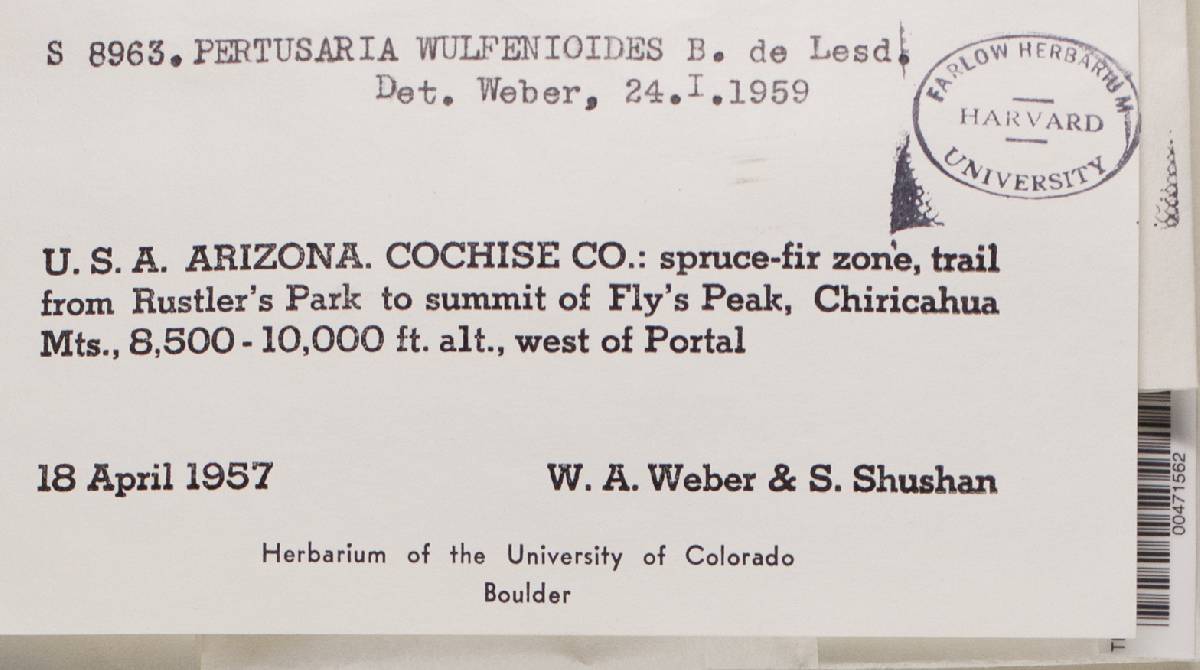 S 8963. PERTUSARIA WULFENIOIDES B. de Lesd.
Det. Weber, 24.I.1959
FARLOW HERBARIUM
HARVARD
UNIVERSITY
U. S. A. ARIZONA. COCHISE CO.: spruce-fir zone, trail
from Rustler's Park to summit of Fly's Peak, Chiricahua
Mts., 8,500 - 10,000 ft. alt., west of Portal
18 April 1957 W. A. Weber & S. Shushan
Herbarium of the University of Colorado
Boulder
00471562